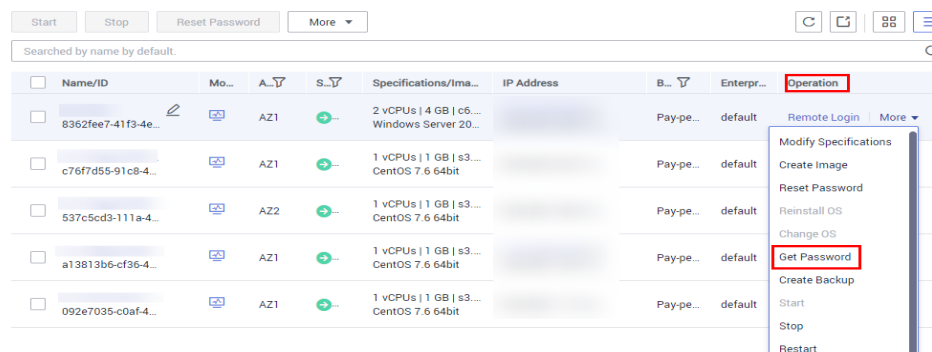 Start Stop Reset Password More
Searched by name by default.
Name/ID Mo... A... S... Specifications/Ima... IP Address B... Enterpr... Operation
8362fee7-41f3-4e... AZ1 ... 2 vCPUs | 4 GB | c6.... Windows Server 20... Pay-pe... default Remote Login More
Modify Specifications
c76f7d55-91c8-4... AZ1 ... 1 vCPUs | 1 GB | s3.... CentOS 7.6 64bit Pay-pe... default
Create Image
Reset Password
537c5cd3-111a-4... AZ2 ... 1 vCPUs | 1 GB | s3.... CentOS 7.6 64bit Pay-pe... default
Reinstall OS
Change OS
a13813b6-cf36-4... AZ1 ... 1 vCPUs | 1 GB | s3.... CentOS 7.6 64bit Pay-pe... default
Get Password
Create Backup
092e7035-c0af-4... AZ1 ... 1 vCPUs | 1 GB | s3.... CentOS 7.6 64bit Pay-pe... default
Start
Stop
Restart